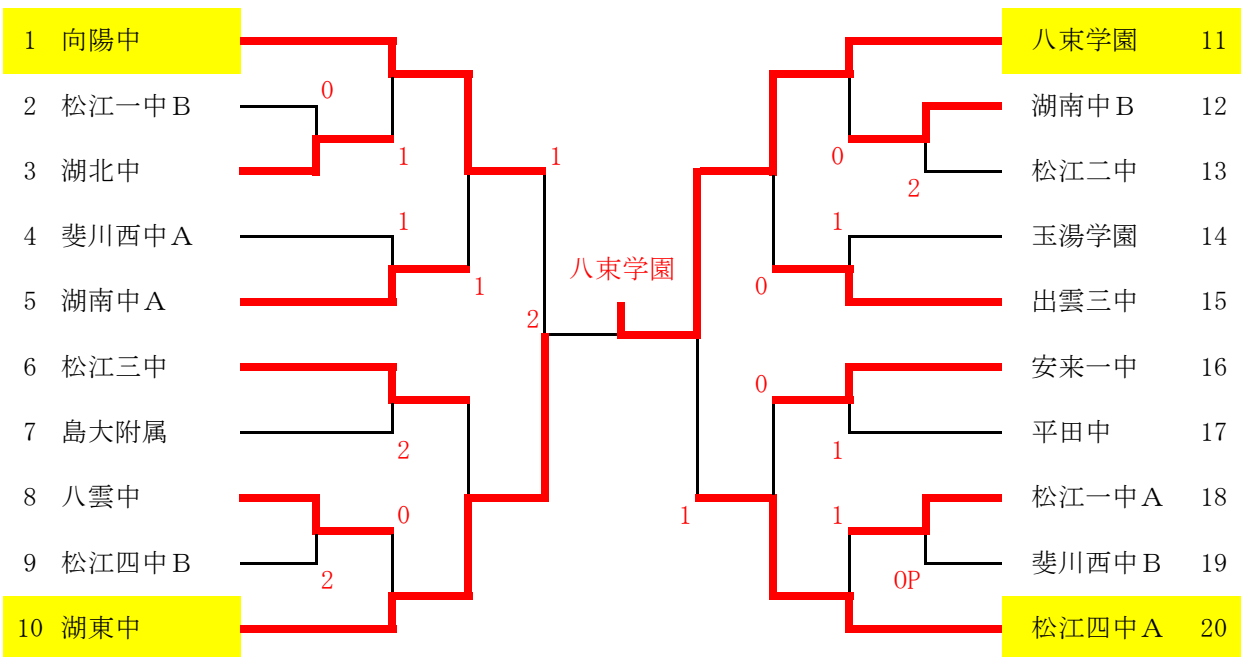 1 向陽中
八束学園 11
0
2 松江一中Ｂ
湖南中Ｂ 12
1
1
0
3 湖北中
松江二中 13
2
1
1
4 斐川西中Ａ
玉湯学園 14
八束学園
1
0
5 湖南中Ａ
出雲三中 15
2
6 松江三中
安来一中 16
0
7 島大附属
平田中 17
2
1
8 八雲中
松江一中Ａ 18
0
1
1
9 松江四中Ｂ
斐川西中Ｂ 19
2
0P
10 湖東中
松江四中Ａ 20